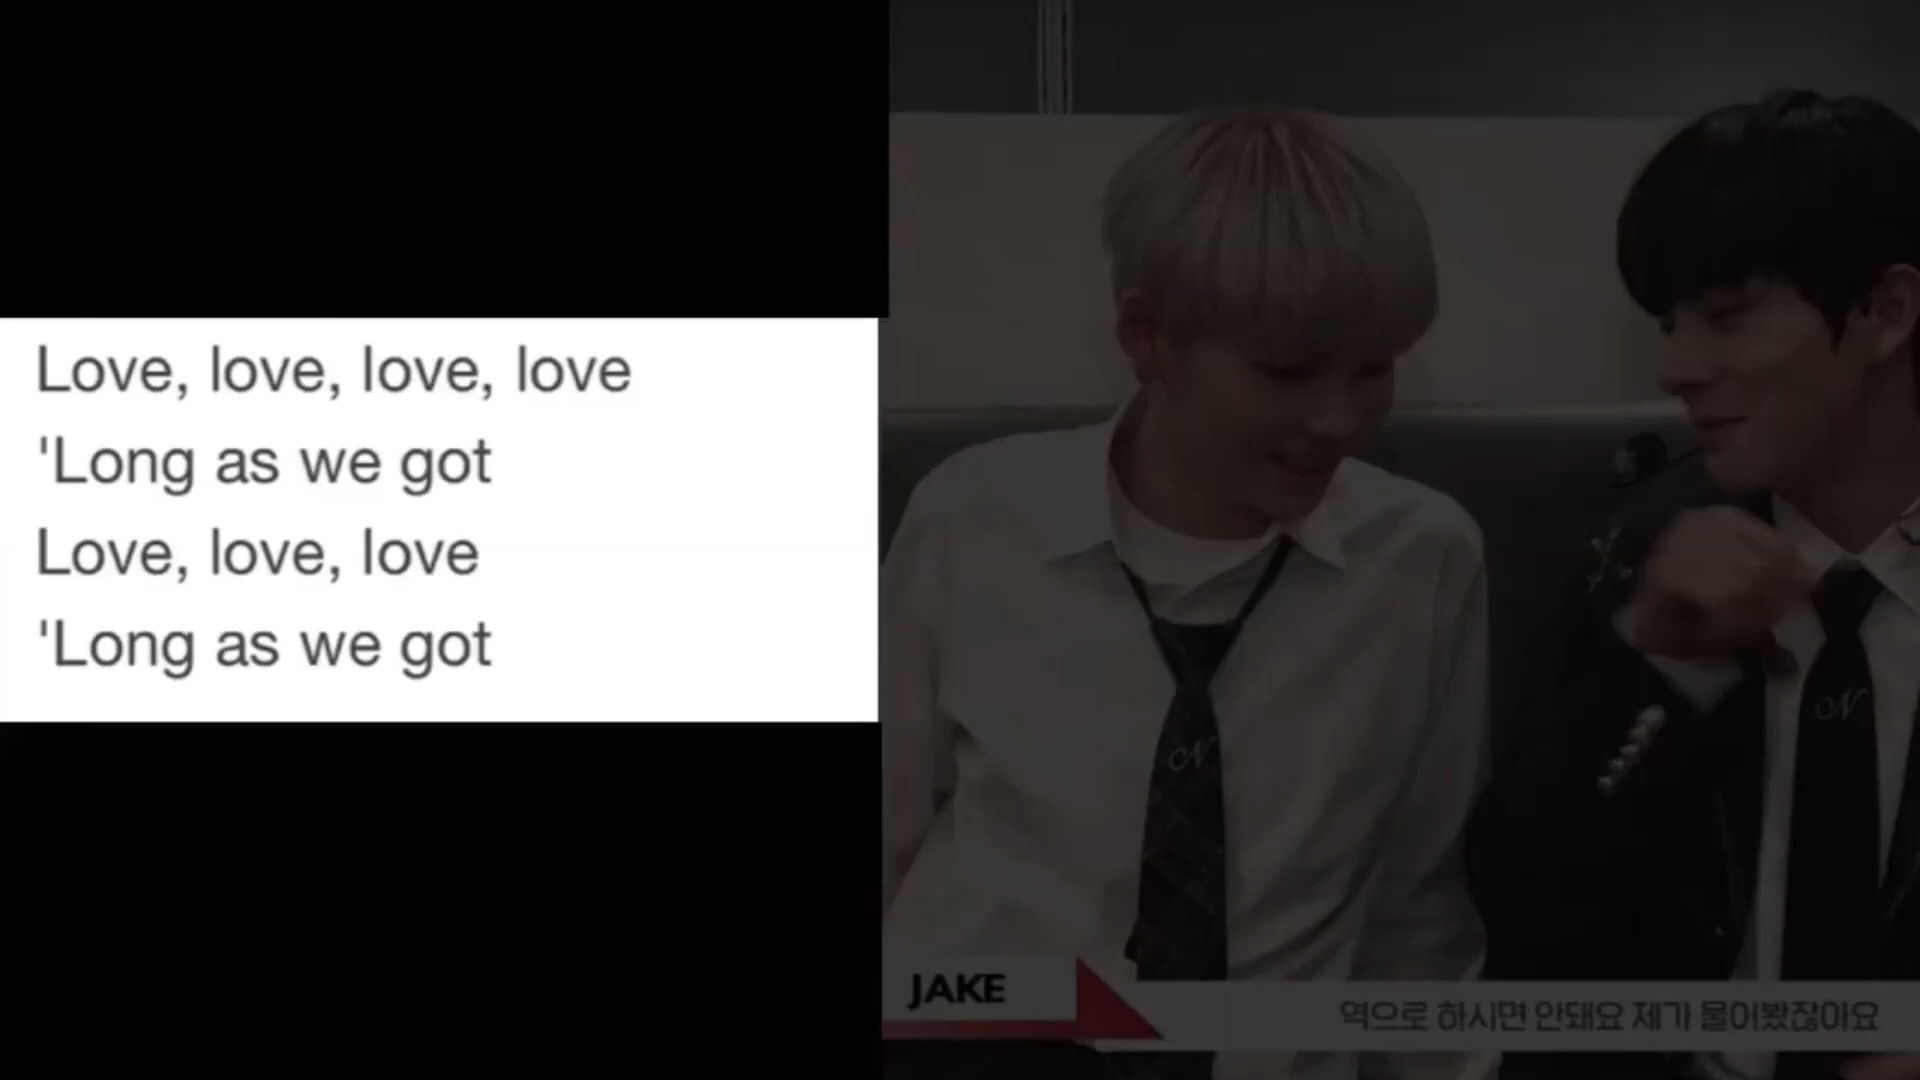 Love, love, love, love
'Long as we got
Love, love, love
'Long as we got
N
N
JAKE
역으로 하시면 안돼요 제가 물어봤잖아요